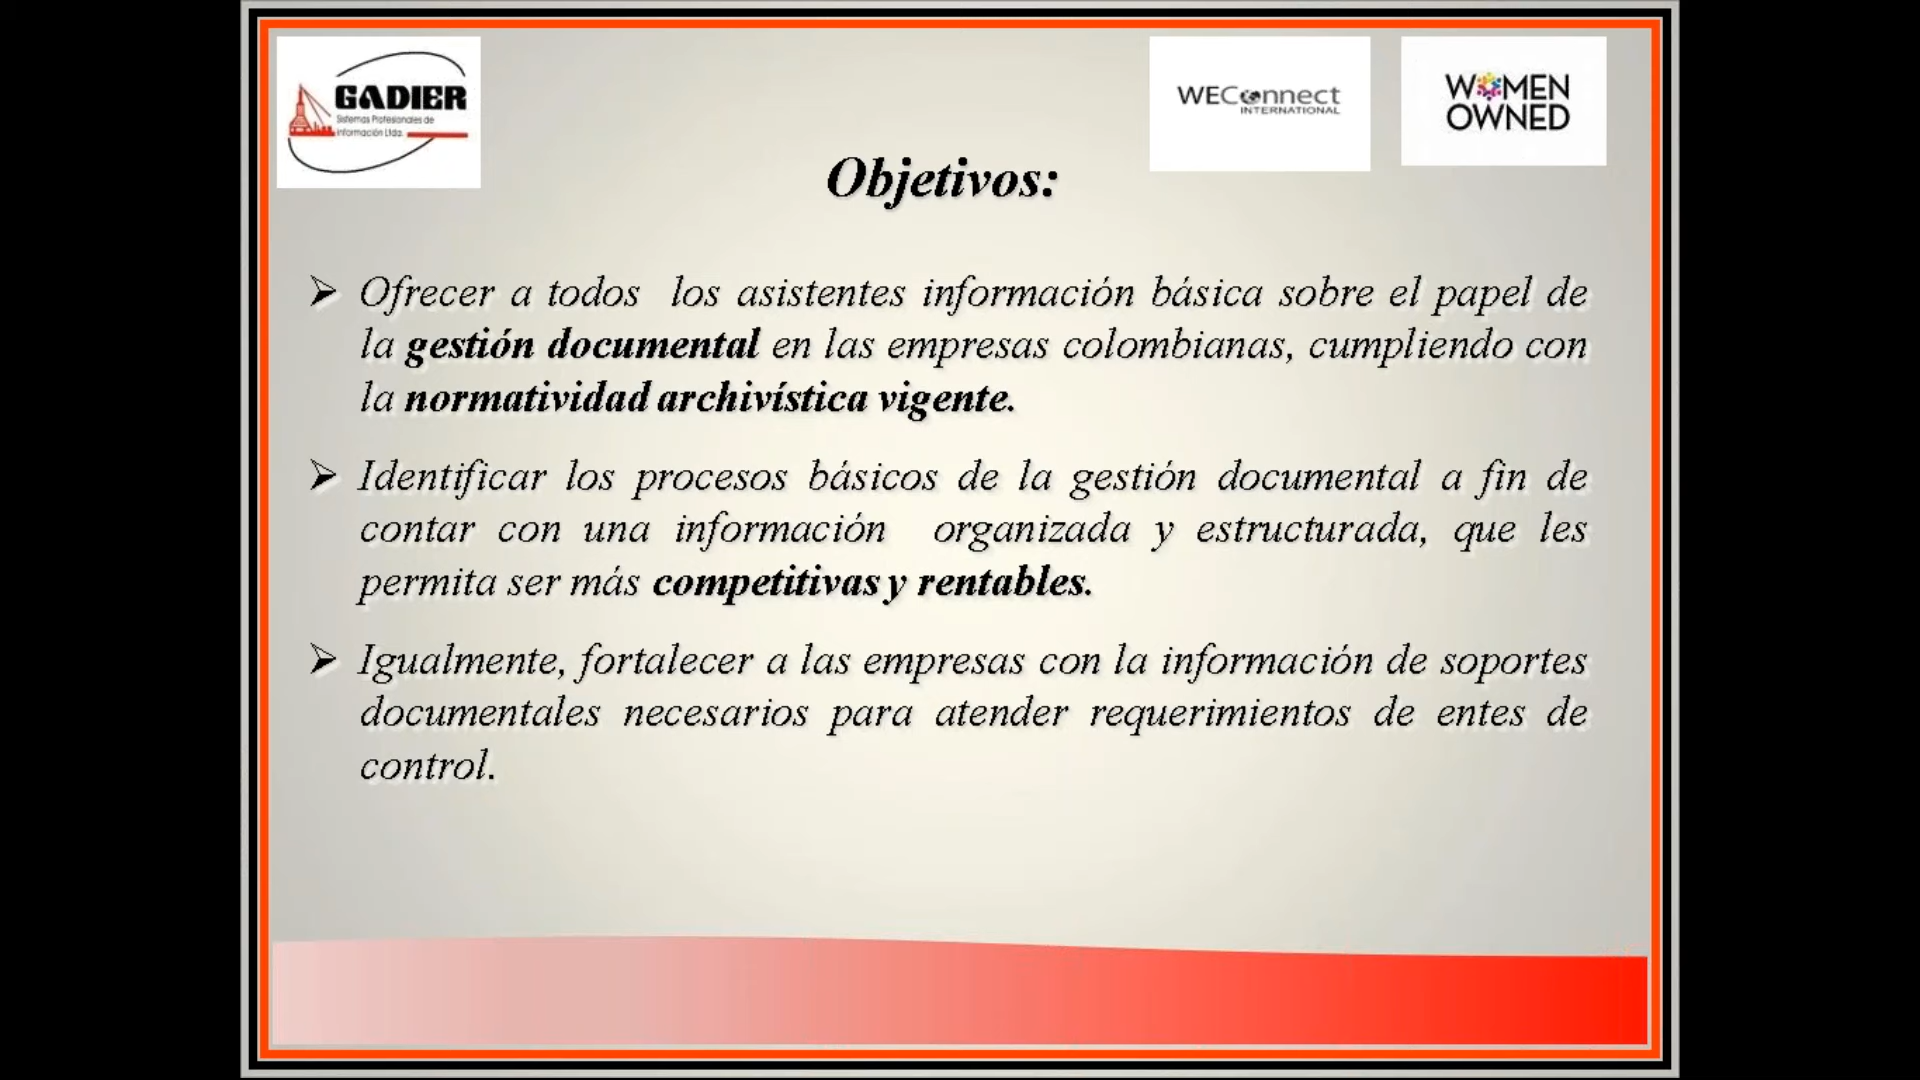 GADIER
Sistemas Profesionales de
Información Ltda.
WEConnect
INTERNATIONAL
WOMEN
OWNED
Objetivos:
➢ Ofrecer a todos los asistentes información básica sobre el papel de
la gestión documental en las empresas colombianas, cumpliendo con
la normatividad archivística vigente.
➢ Identificar los procesos básicos de la gestión documental a fin de
contar con una información organizada y estructurada, que les
permita ser más competitivas y rentables.
➢ Igualmente, fortalecer a las empresas con la información de soportes
documentales necesarios para atender requerimientos de entes de
control.